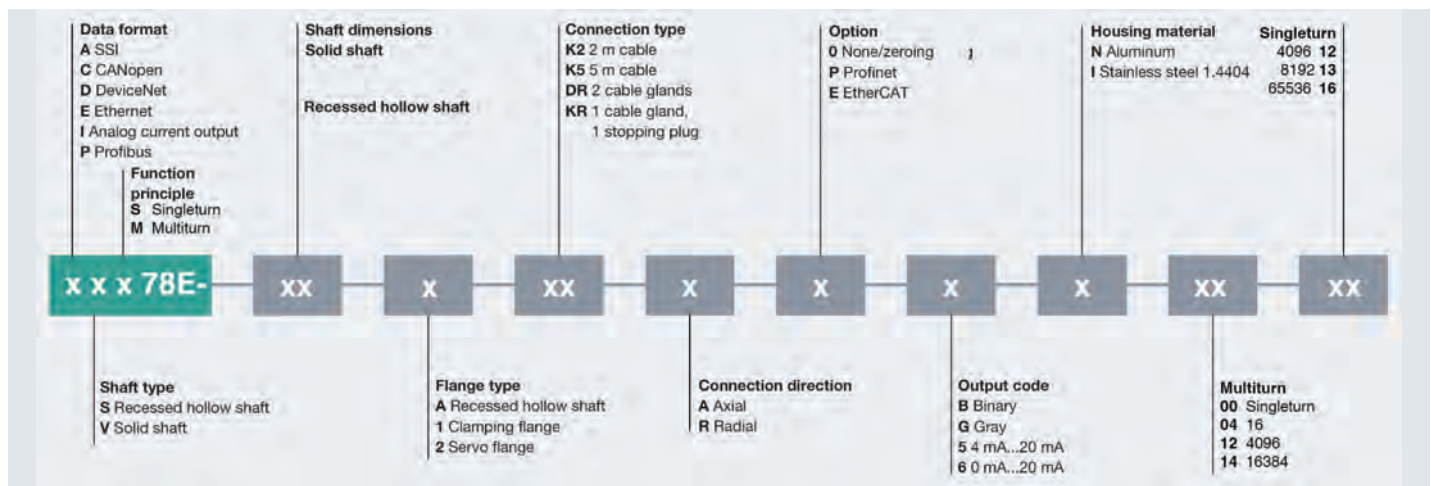 Data format
A SSI
C CANopen
D DeviceNet
E Ethernet
I Analog current output
P Profibus
Function
principle
S Singleturn
M Multiturn
Shaft dimensions
Solid shaft
Recessed hollow shaft
Connection type
K2 2 m cable
K5 5 m cable
DR 2 cable glands
KR 1 cable gland,
1 stopping plug
Option
0 None/zeroing
P Profinet
E EtherCAT
Housing material
N Aluminum
I Stainless steel 1.4404
Singleturn
4096 12
8192 13
65536 16
x x x 78E-
xx
x
xx
x
x
x
x
xx
xx
Shaft type
S Recessed hollow shaft
V Solid shaft
Flange type
A Recessed hollow shaft
1 Clamping flange
2 Servo flange
Connection direction
A Axial
R Radial
Output code
B Binary
G Gray
5 4 mA...20 mA
6 0 mA...20 mA
Multiturn
00 Singleturn
04 16
12 4096
14 16384